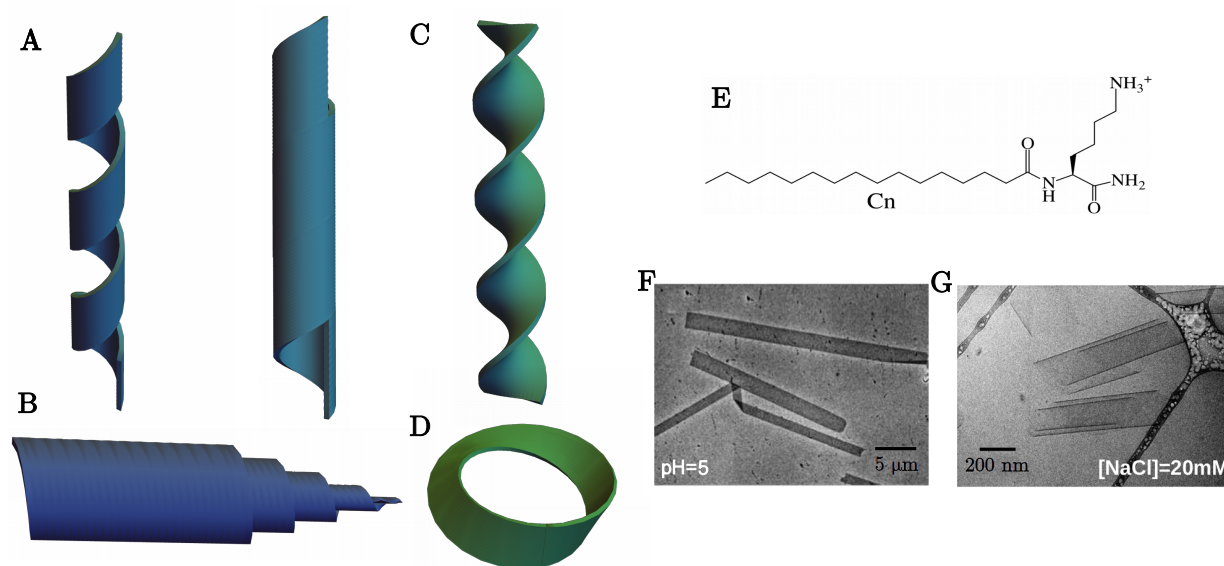 A
B
C
D
E
NH₃⁺
O
N
H
O
NH₂
Cn
F
pH=5
5 μm
G
200 nm
[NaCl]=20mM